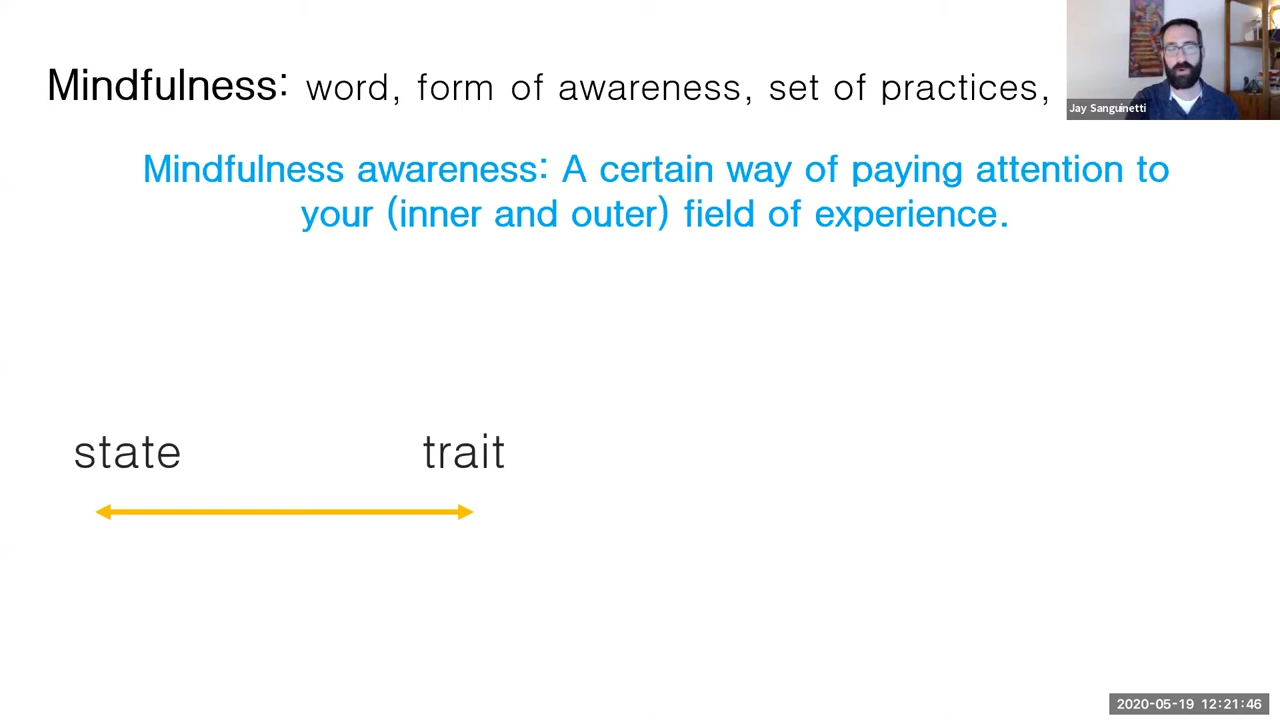 Mindfulness: word, form of awareness, set of practices,
Jay Sanguinetti
Mindfulness awareness: A certain way of paying attention to
your (inner and outer) field of experience.
state trait
2020-05-19 12:21:46